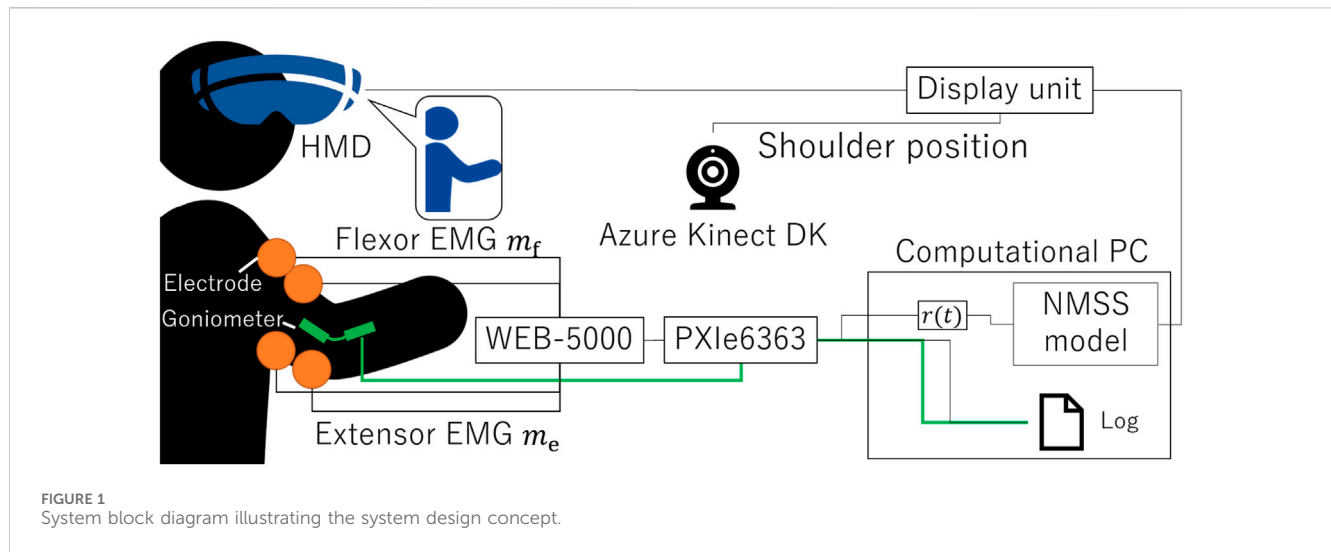 Display unit
HMD
Shoulder position
Azure Kinect DK
Flexor EMG m_f
Computational PC
Electrode
Goniometer
WEB-5000
PXIe6363
r(t)
NMSS
model
Log
Extensor EMG m_e
FIGURE 1
System block diagram illustrating the system design concept.